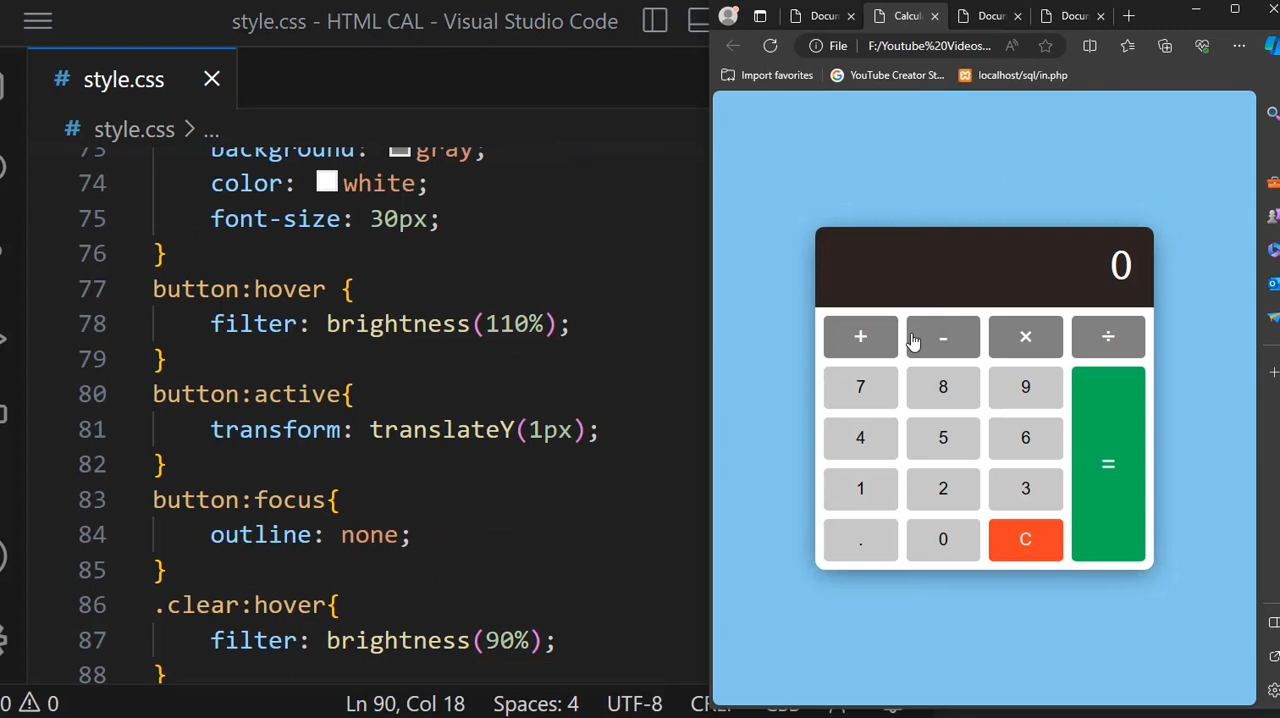 style.css - HTML CAL - Visual Studio Code
# style.css
# style.css > ...
73 background: gray;
74 color: white;
75 font-size: 30px;
76 }
77 button:hover {
78 filter: brightness(110%);
79 }
80 button:active{
81 transform: translateY(1px);
82 }
83 button:focus{
84 outline: none;
85 }
86 .clear:hover{
87 filter: brightness(90%);
88 }
0 0 Ln 90, Col 18 Spaces: 4 UTF-8
Docun Calcul Docun Docun
File F:/Youtube%20Videos...
Import favorites YouTube Creator St... localhost/sql/in.php
0
+ - × ÷
7 8 9
4 5 6 =
1 2 3
. 0 C